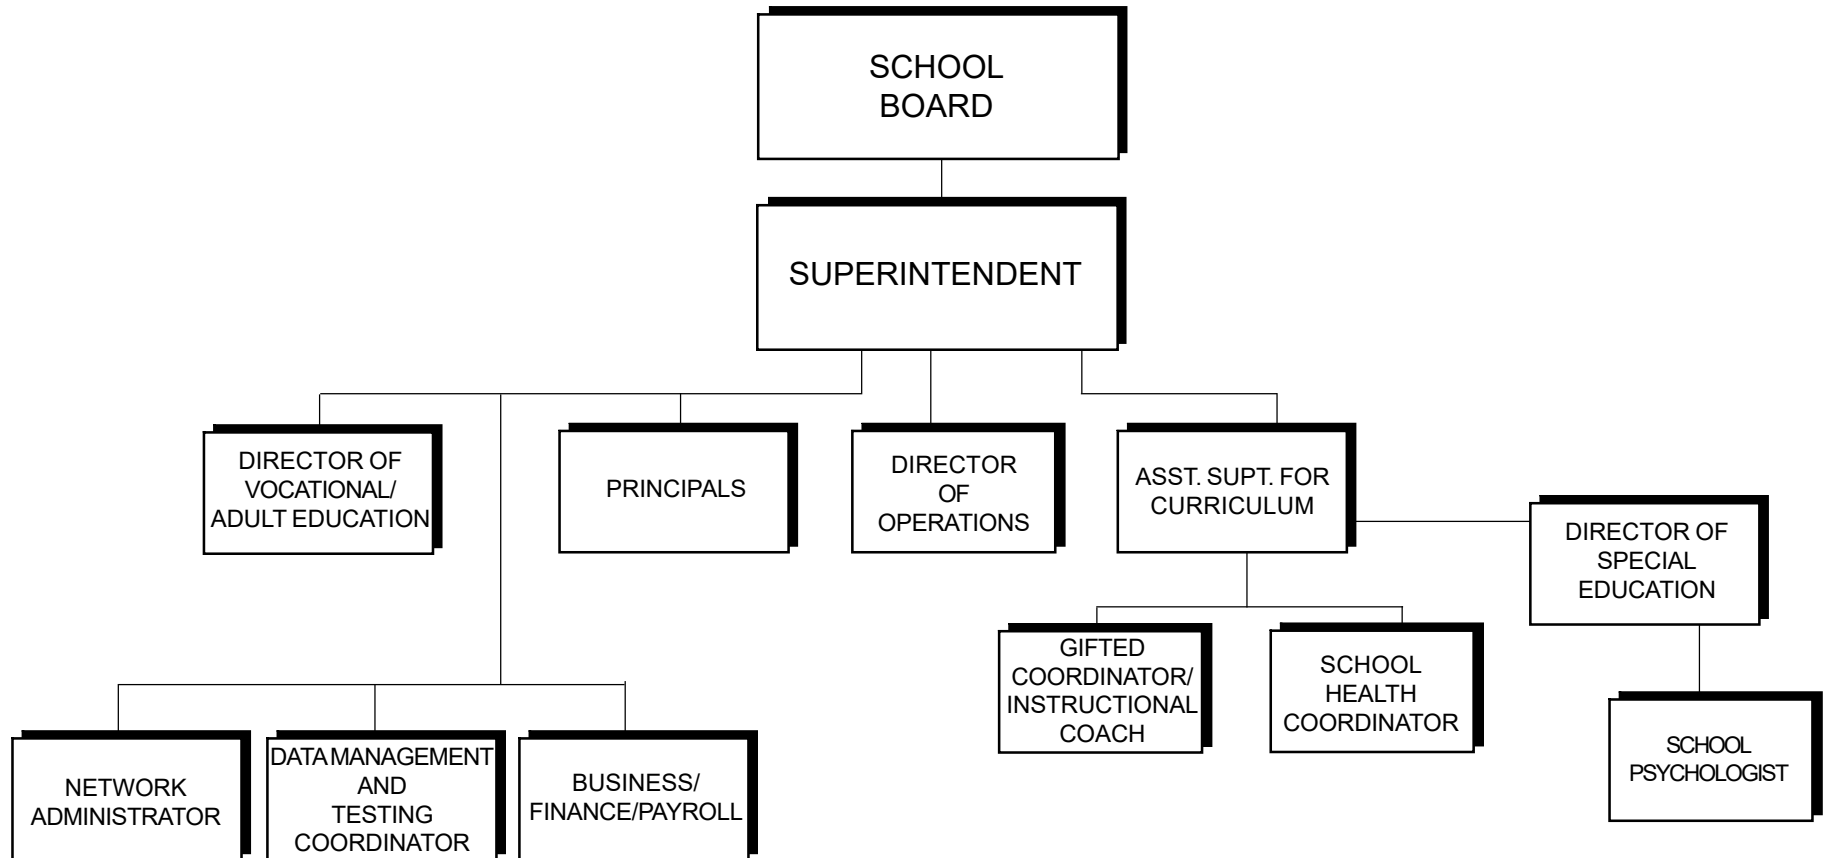 SCHOOL
BOARD
SUPERINTENDENT
DIRECTOR OF
VOCATIONAL/
ADULT EDUCATION
PRINCIPALS
DIRECTOR
OF
OPERATIONS
ASST. SUPT. FOR
CURRICULUM
DIRECTOR OF
SPECIAL
EDUCATION
GIFTED
COORDINATOR/
INSTRUCTIONAL
COACH
SCHOOL
HEALTH
COORDINATOR
SCHOOL
PSYCHOLOGIST
NETWORK
ADMINISTRATOR
DATA MANAGEMENT
AND
TESTING
COORDINATOR
BUSINESS/
FINANCE/PAYROLL